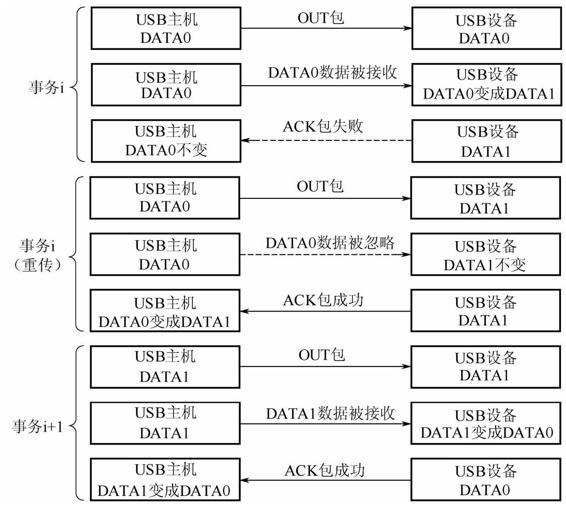 事务i
USB主机
DATA0
OUT包
USB设备
DATA0
USB主机
DATA0
DATA0数据被接收
USB设备
DATA0变成DATA1
USB主机
DATA0不变
ACK包失败
USB设备
DATA1
事务i
（重传）
USB主机
DATA0
OUT包
USB设备
DATA1
USB主机
DATA0
DATA0数据被忽略
USB设备
DATA1不变
USB主机
DATA0变成DATA1
ACK包成功
USB设备
DATA1
事务i+1
USB主机
DATA1
OUT包
USB设备
DATA1
USB主机
DATA1
DATA1数据被接收
USB设备
DATA1变成DATA0
USB主机
DATA1变成DATA0
ACK包成功
USB设备
DATA0